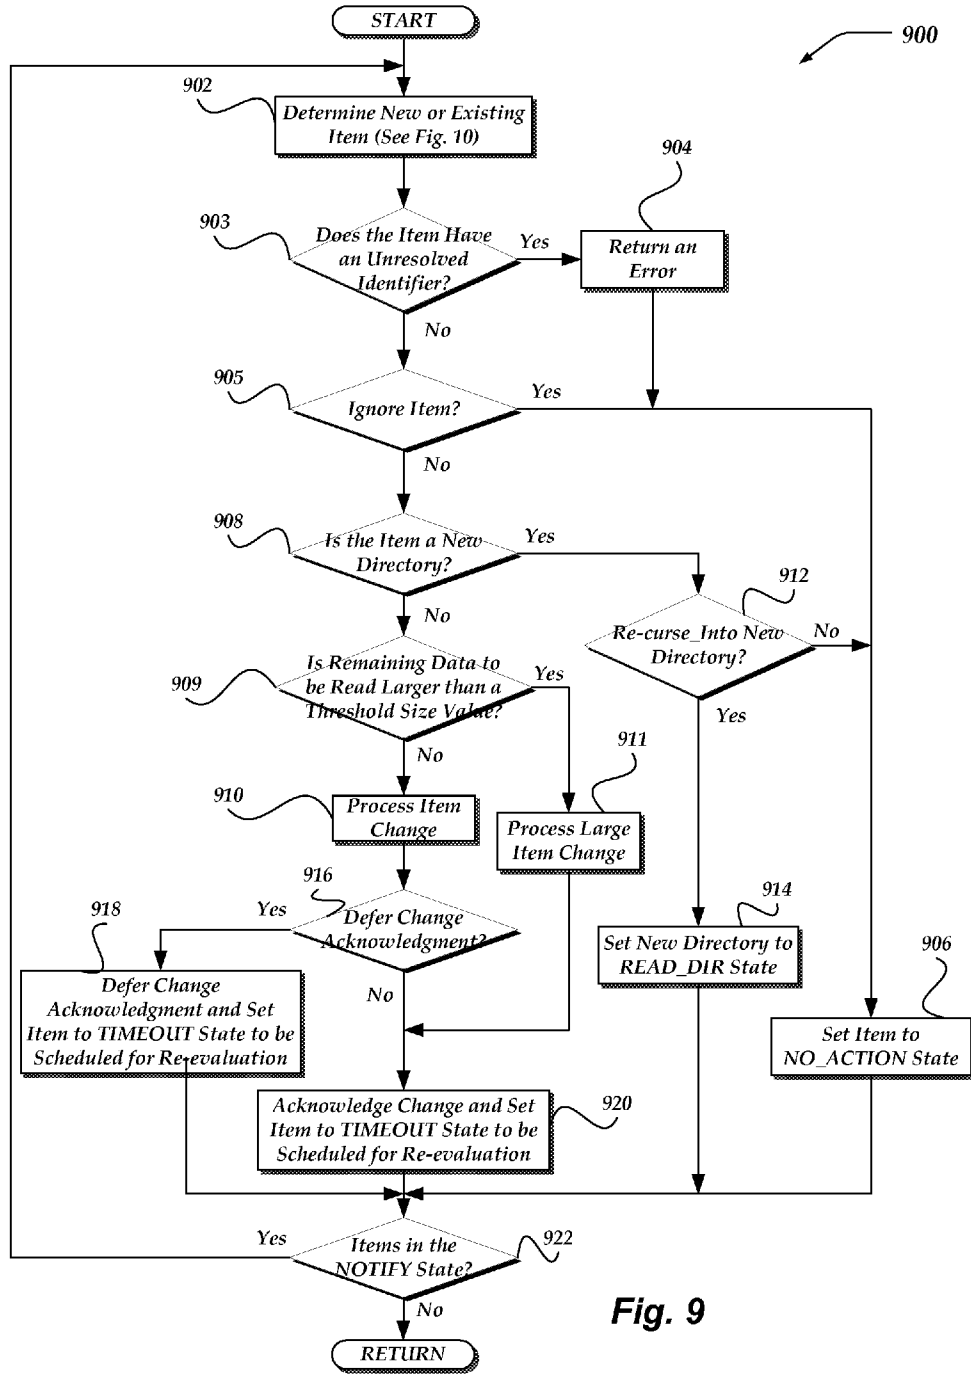 START
900
902
Determine New or Existing
Item (See Fig. 10)
904
903
Does the Item Have
an Unresolved
Identifier?
Yes
Return an
Error
No
905
Ignore Item?
Yes
No
908
Is the Item a New
Directory?
Yes
912
No
Re-curse_Into New
Directory?
No
Yes
909
Is Remaining Data to
be Read Larger than a
Threshold Size Value?
Yes
No
911
910
Process Item
Change
Process Large
Item Change
916
Defer Change
Acknowledgment?
Yes
No
918
Defer Change
Acknowledgment and Set
Item to TIMEOUT State to be
Scheduled for Re-evaluation
914
Set New Directory to
READ_DIR State
906
Set Item to
NO_ACTION State
Acknowledge Change and Set
Item to TIMEOUT State to be
Scheduled for Re-evaluation
920
Yes
Items in the
NOTIFY State?
922
No
RETURN
Fig. 9